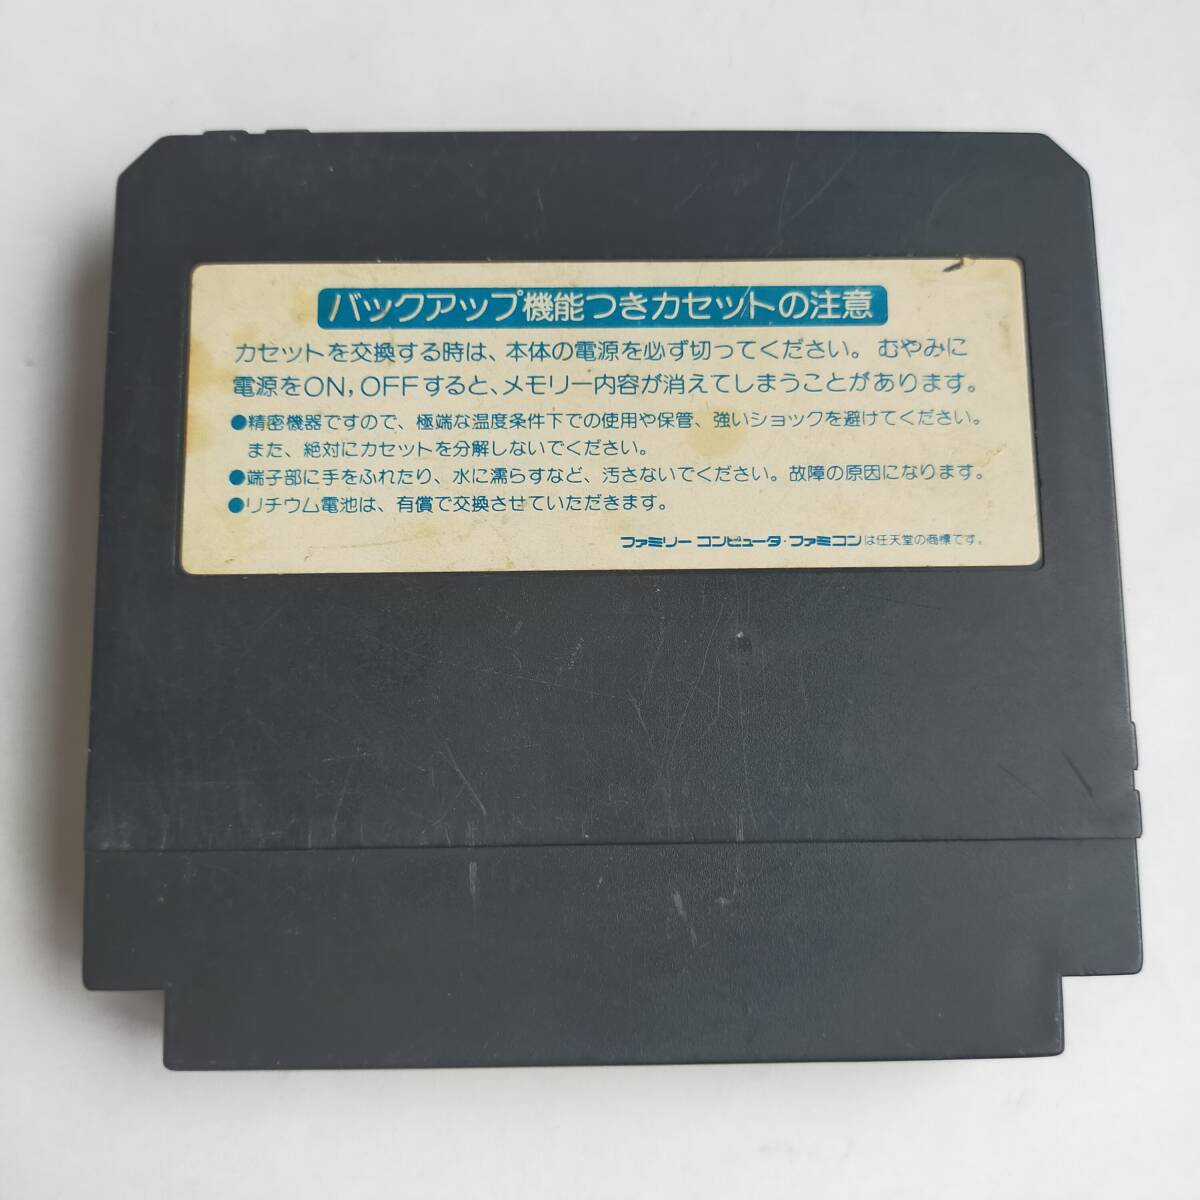 バックアップ機能つきカセットの注意
カセットを交換する時は、本体の電源を必ず切ってください。むやみに
電源をON, OFFすると、メモリー内容が消えてしまうことがあります。
●精密機器ですので、極端な温度条件下での使用や保管、強いショックを避けてください。
また、絶対にカセットを分解しないでください。
●端子部に手をふれたり、水に濡らすなど、汚さないでください。故障の原因になります。
●リチウム電池は、有償で交換させていただきます。
ファミリー コンピュータ・ファミコンは任天堂の商標です。